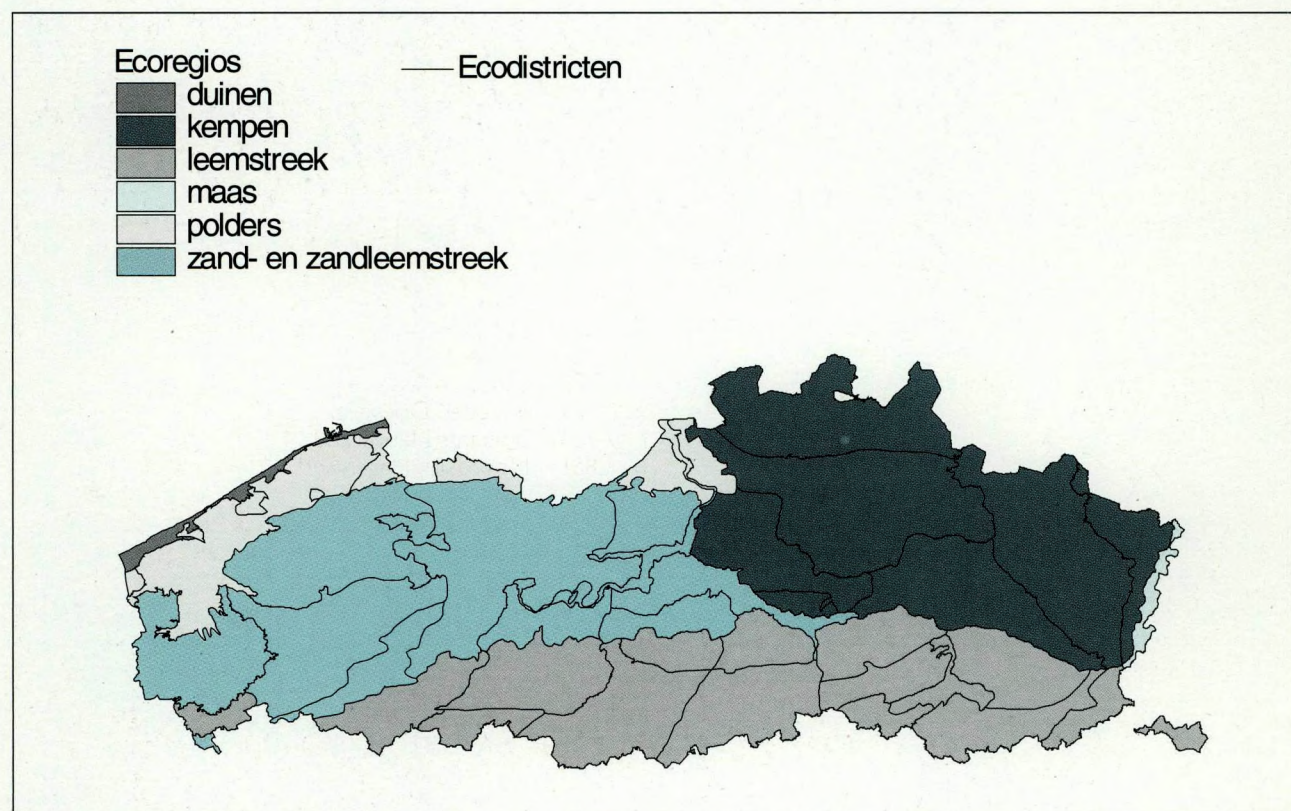 Ecoregios
Ecodistricten
duinen
kempen
leemstreek
maas
polders
zand- en zandleemstreek